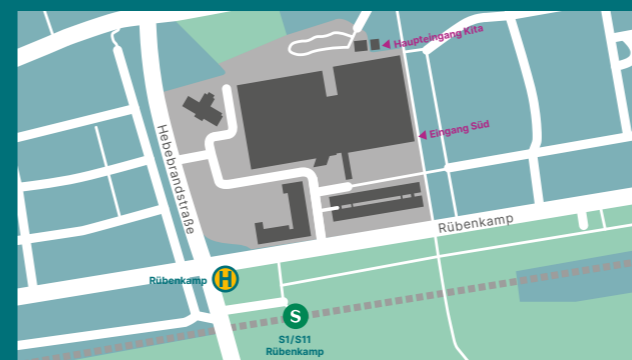 Haupteingang Kita
Eingang Süd
Hebebrandstraße
Rübenkamp
Rübenkamp
H
S
S1/S11
Rübenkamp